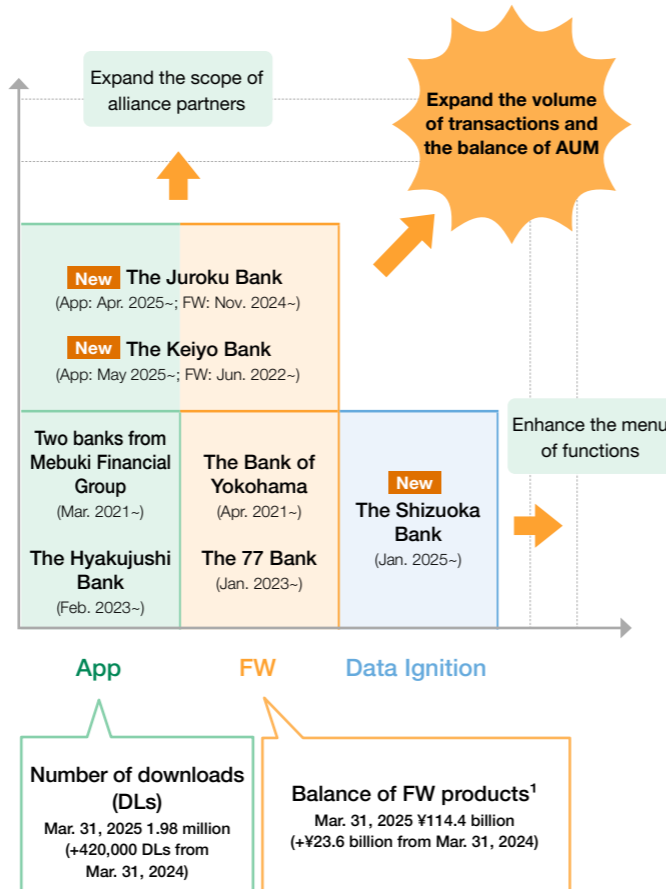 Expand the scope of
alliance partners
Expand the volume
of transactions and
the balance of AUM
New The Juroku Bank
(App: Apr. 2025~; FW: Nov. 2024~)
New The Keiyo Bank
(App: May 2025~; FW: Jun. 2022~)
Enhance the menu
of functions
Two banks from
Mebuki Financial
Group
(Mar. 2021~)
The Hyakujushi
Bank
(Feb. 2023~)
The Bank of
Yokohama
(Apr. 2021~)
The 77 Bank
(Jan. 2023~)
New
The Shizuoka
Bank
(Jan. 2025~)
App
FW
Data Ignition
Number of downloads
(DLs)
Mar. 31, 2025 1.98 million
(+420,000 DLs from
Mar. 31, 2024)
Balance of FW products¹
Mar. 31, 2025 ¥114.4 billion
(+¥23.6 billion from Mar. 31, 2024)